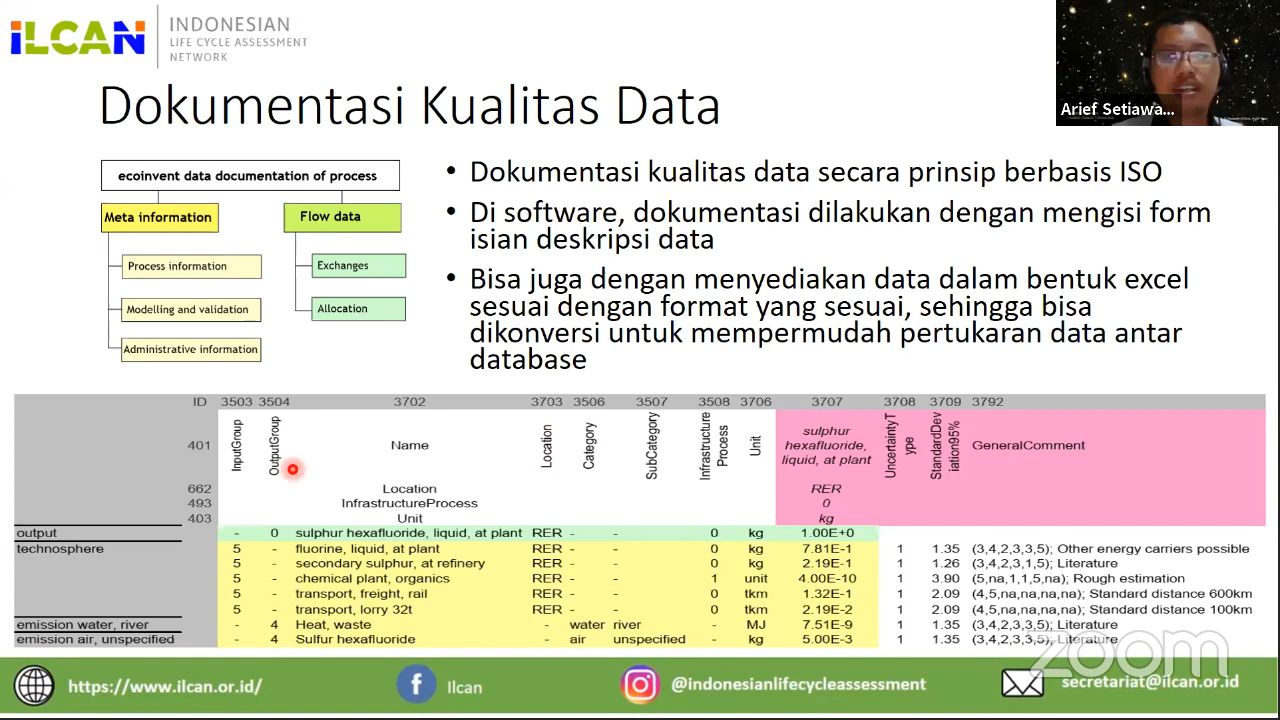 iLCAN
INDONESIAN
LIFE CYCLE ASSESSMENT
NETWORK
Arief Setiawa...
Dokumentasi Kualitas Data
ecoinvent data documentation of process
Meta information
Flow data
Process information
Exchanges
Modelling and validation
Allocation
Administrative information
• Dokumentasi kualitas data secara prinsip berbasis ISO
• Di software, dokumentasi dilakukan dengan mengisi form
isian deskripsi data
• Bisa juga dengan menyediakan data dalam bentuk excel
sesuai dengan format yang sesuai, sehingga bisa
dikonversi untuk mempermudah pertukaran data antar
database
ID 3503 3504 3702 3703 3506 3507 3508 3706 3707 3708 3709 3792
401 InputGroup OutputGroup Name Location Category SubCategory Infrastructure Process Unit sulphur hexafluoride, liquid, at plant UncertaintyT ype StandardDev iation95% GeneralComment
662 Location RER
493 InfrastructureProcess 0
403 Unit kg
output - 0 sulphur hexafluoride, liquid, at plant RER - - 0 kg 1.00E+0
technosphere 5 - fluorine, liquid, at plant RER - - 0 kg 7.81E-1 1 1.35 (3,4,2,3,3,5); Other energy carriers possible
5 - secondary sulphur, at refinery RER - - 0 kg 2.19E-1 1 1.26 (3,4,2,3,1,5); Literature
5 - chemical plant, organics RER - - 1 unit 4.00E-10 1 3.90 (5,na,1,1,5,na); Rough estimation
5 - transport, freight, rail RER - - 0 tkm 1.32E-1 1 2.09 (4,5,na,na,na,na); Standard distance 600km
5 - transport, lorry 32t RER - - 0 tkm 2.19E-2 1 2.09 (4,5,na,na,na,na); Standard distance 100km
emission water, river - 4 Heat, waste - water river - MJ 7.51E-9 1 1.35 (3,4,2,3,3,5); Literature
emission air, unspecified - 4 Sulfur hexafluoride - air unspecified - kg 5.00E-3 1 1.35 (3,4,2,3,3,5); Literature
zoom
https://www.ilcan.or.id/
Ilcan
@indonesianlifecycleassessment
secretariat@ilcan.or.id